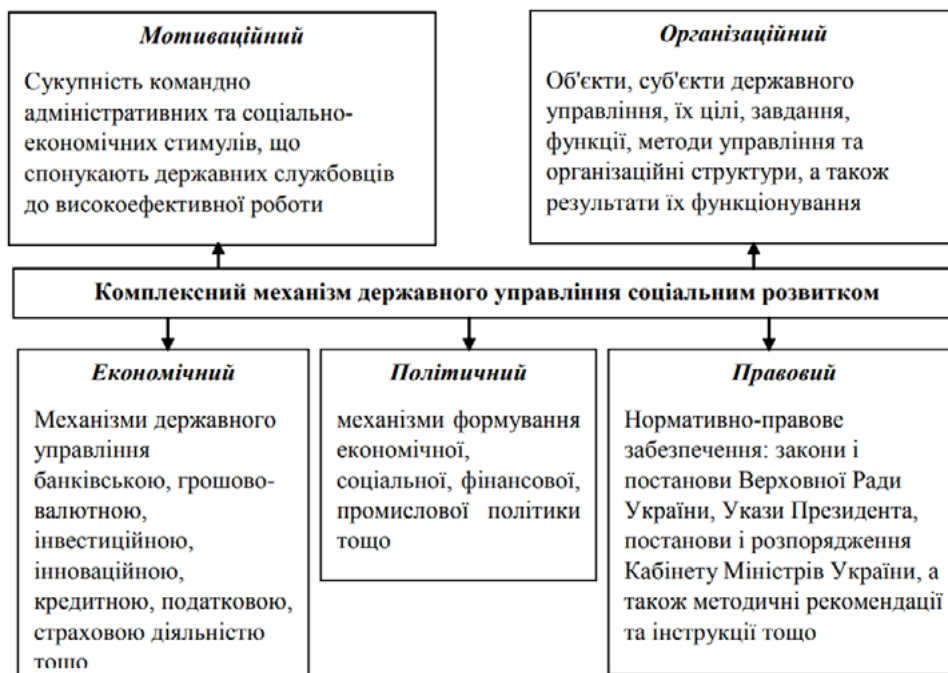 Мотиваційний
Сукупність командно
адміністративних та соціально-
економічних стимулів, що
спонукають державних службовців
до високоефективної роботи
Організаційний
Об'єкти, суб'єкти державного
управління, їх цілі, завдання,
функції, методи управління та
організаційні структури, а також
результати їх функціонування
Комплексний механізм державного управління соціальним розвитком
Економічний
Механізми державного
управління
банківською, грошово-
валютною,
інвестиційною,
інноваційною,
кредитною, податковою,
страховою діяльністю
тощо
Політичний
механізми формування
економічної,
соціальної, фінансової,
промислової політики
тощо
Правовий
Нормативно-правове
забезпечення: закони і
постанови Верховної Ради
України, Укази Президента,
постанови і розпорядження
Кабінету Міністрів України, а
також методичні рекомендації
та інструкції тощо